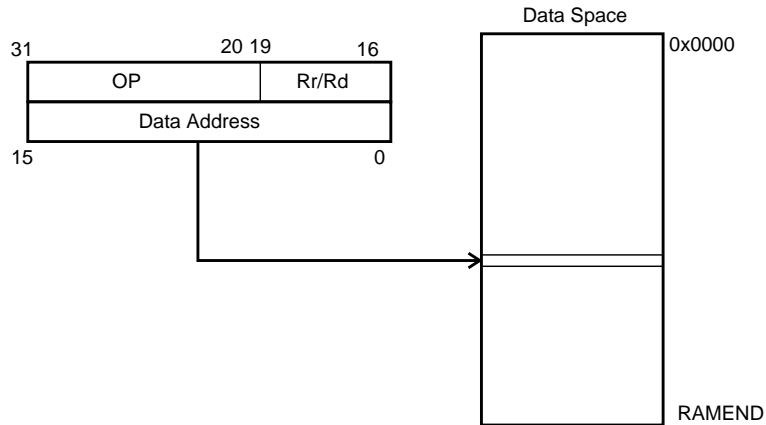 Data Space
31 20 19 16 0x0000
OP Rr/Rd
Data Address
15 0
RAMEND